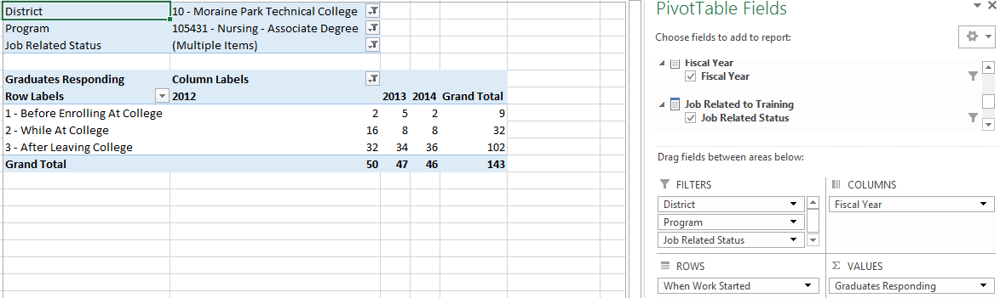 District 10 - Moraine Park Technical College
Program 105431 - Nursing - Associate Degree
Job Related Status (Multiple Items)
Graduates Responding Column Labels
Row Labels 2012 2013 2014 Grand Total
1 - Before Enrolling At College 2 5 2 9
2 - While At College 16 8 8 32
3 - After Leaving College 32 34 36 102
Grand Total 50 47 46 143
PivotTable Fields
Choose fields to add to report:
Fiscal Year
Fiscal Year
Job Related to Training
Job Related Status
Drag fields between areas below:
FILTERS
District
Program
Job Related Status
COLUMNS
Fiscal Year
ROWS
When Work Started
Σ VALUES
Graduates Responding